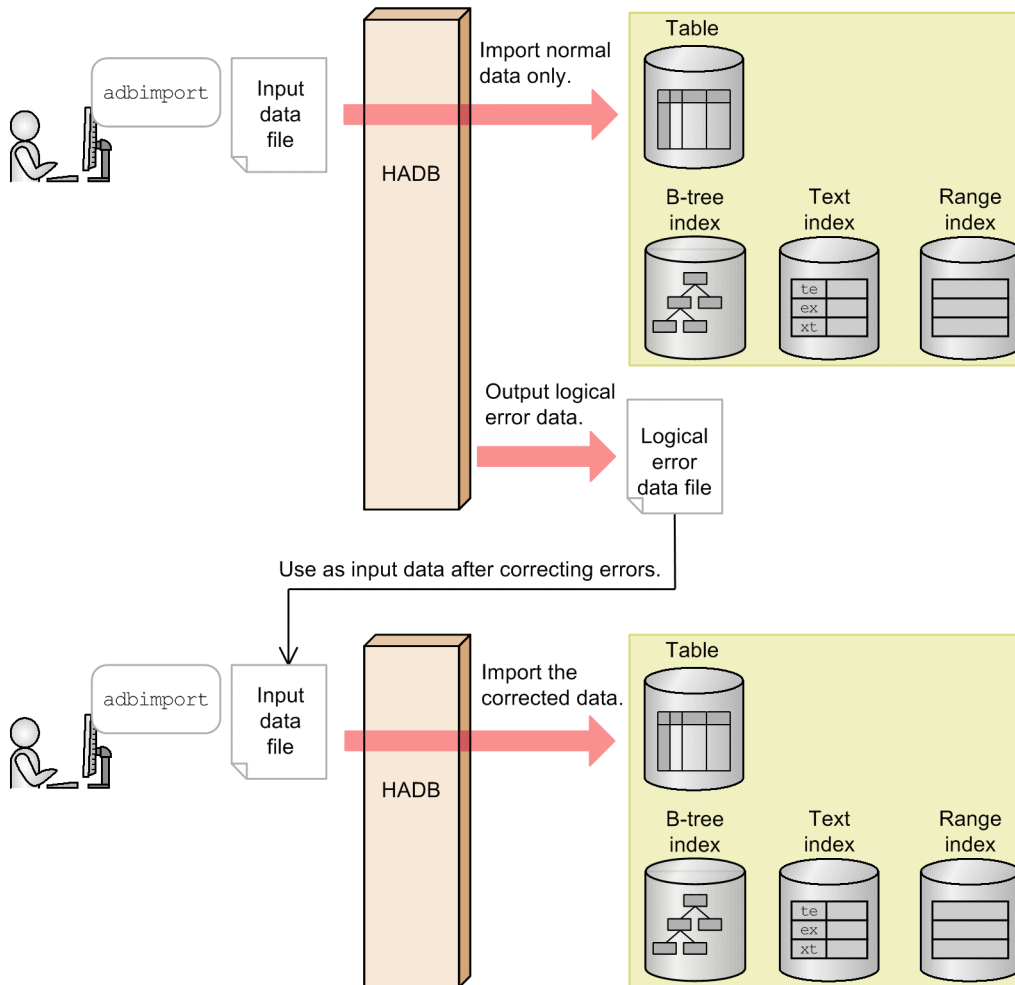 adbimport
Input
data
file
HADB
Import normal
data only.
Table
B-tree
index
Text
index
Range
index
te
ex
xt
Output logical
error data.
Logical
error
data file
Use as input data after correcting errors.
adbimport
Input
data
file
HADB
Import the
corrected data.
Table
B-tree
index
Text
index
Range
index
te
ex
xt